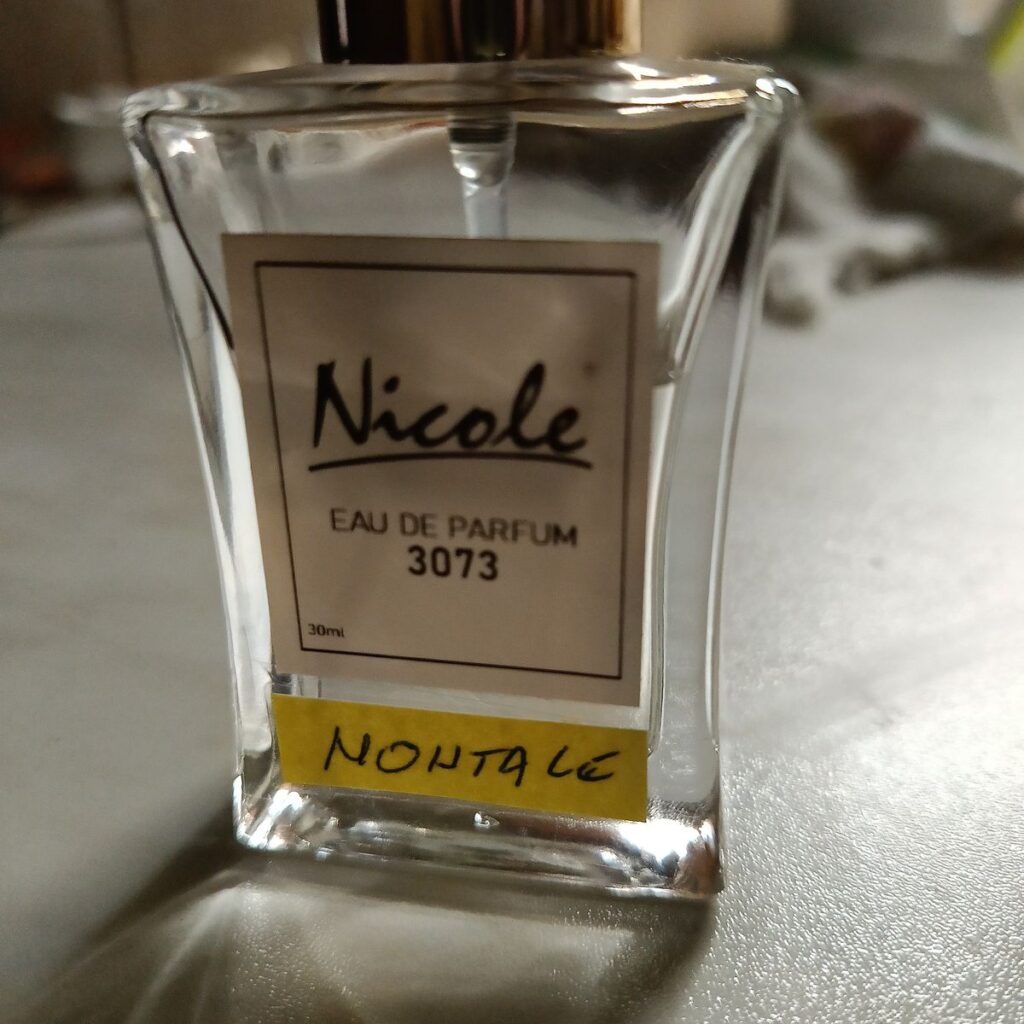 Nicole
EAU DE PARFUM
3073
30ml
MONTALE